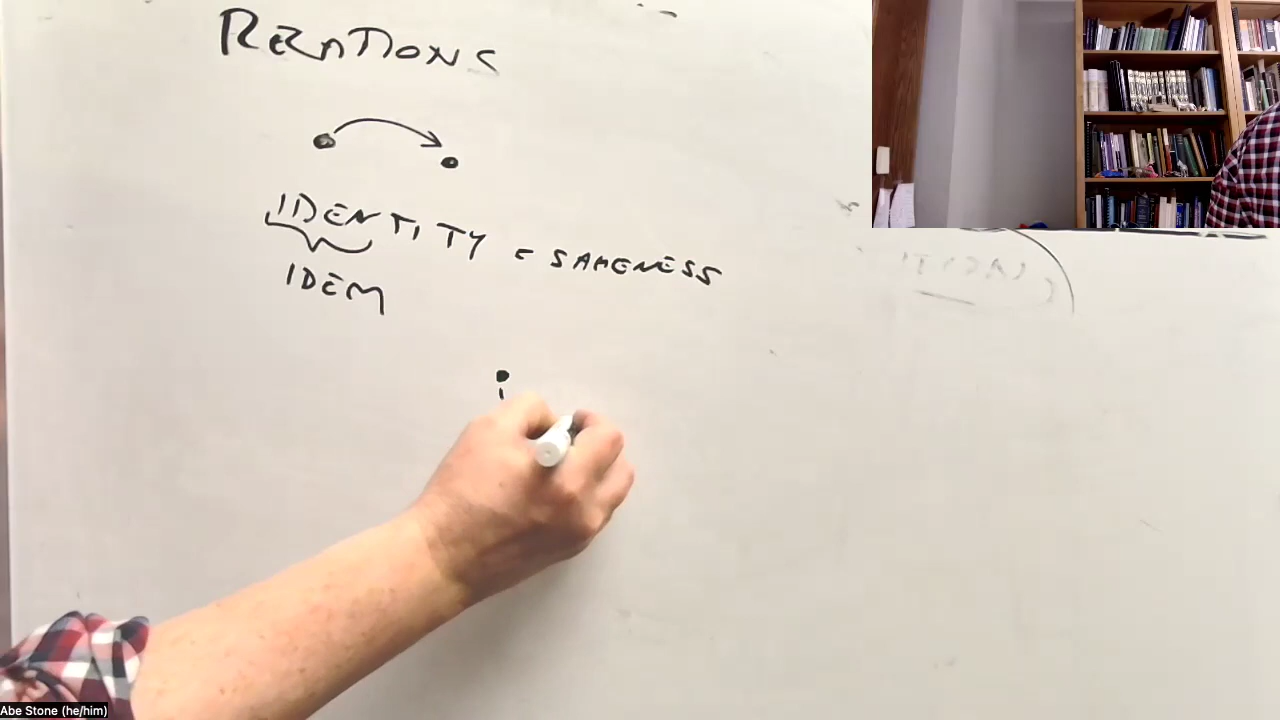 RELATIONS
IDENTITY = SAMENESS
IDEM
Abe Stone (he/him)